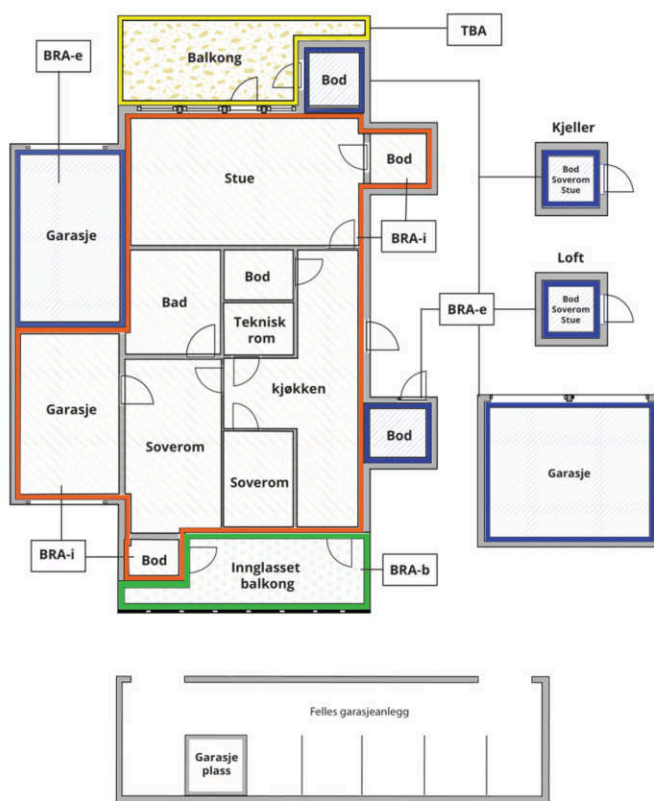 TBA
BRA-e
Balkong
Bod
Kjeller
Bod
Soverom
Stue
Bod
Stue
Garasje
BRA-i
Loft
Bod
Soverom
Stue
Bod
Bad
BRA-e
Teknisk
rom
kjøkken
Garasje
Bod
Soverom
Garasje
Soverom
BRA-i
Bod
Innglasset
balkong
BRA-b
Felles garasjeanlegg
Garasje
plass